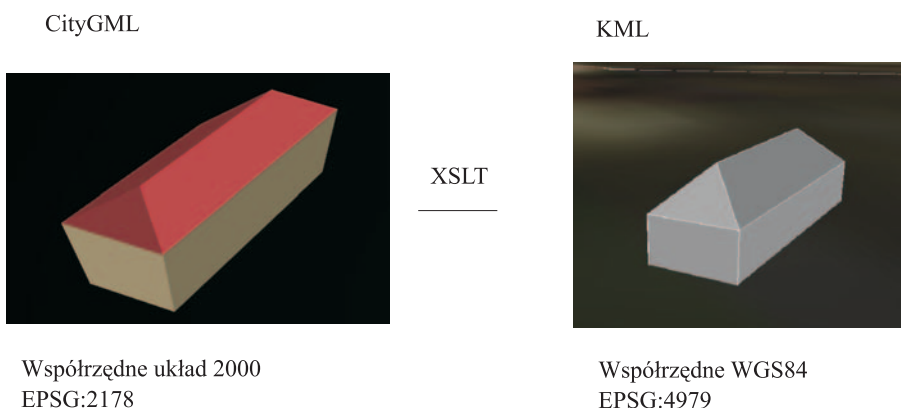 CityGML
KML
XSLT
Współrzędne układ 2000
EPSG:2178
Współrzędne WGS84
EPSG:4979